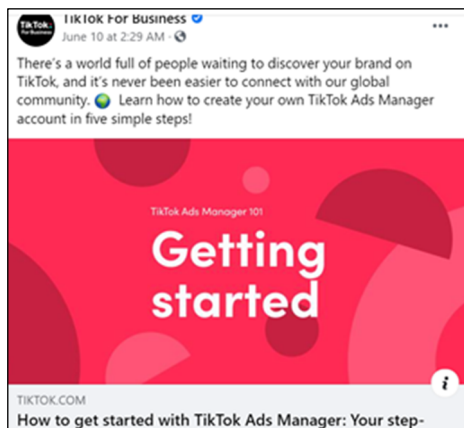 TikTok:
For Business
TikTok For Business
June 10 at 2:29 AM ·
There's a world full of people waiting to discover your brand on
TikTok, and it's never been easier to connect with our global
community. 🌍 Learn how to create your own TikTok Ads Manager
account in five simple steps!
TikTok Ads Manager 101
Getting
started
i
TIKTOK.COM
How to get started with TikTok Ads Manager: Your step-